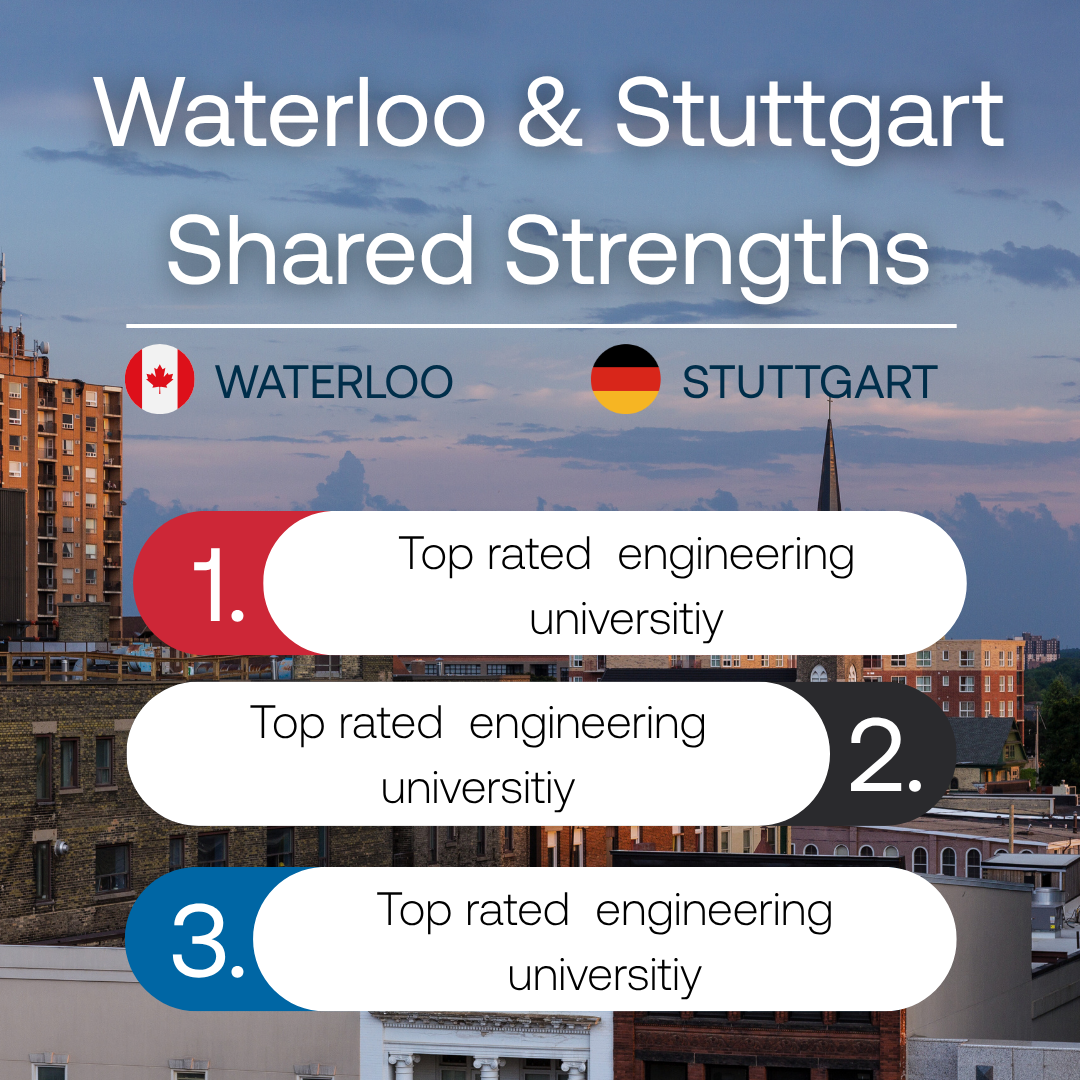 Waterloo & Stuttgart
Shared Strengths
WATERLOO
STUTTGART
1.
Top rated  engineering
universitiy
Top rated  engineering
universitiy
2.
3.
Top rated  engineering
universitiy